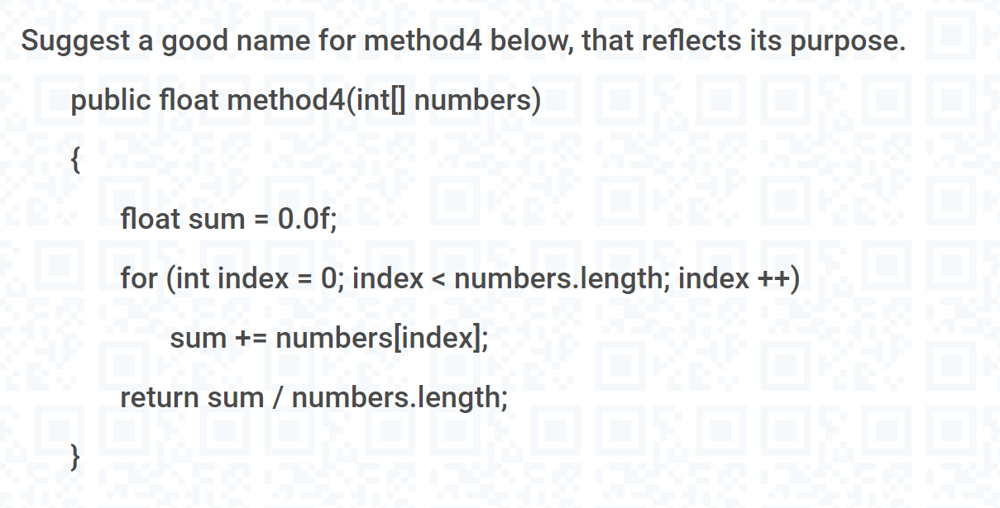 Suggest a good name for method4 below, that reflects its purpose.
public float method4(int[] numbers)
{
float sum = 0.0f;
for (int index = 0; index < numbers.length; index ++)
sum += numbers[index];
return sum / numbers.length;
}